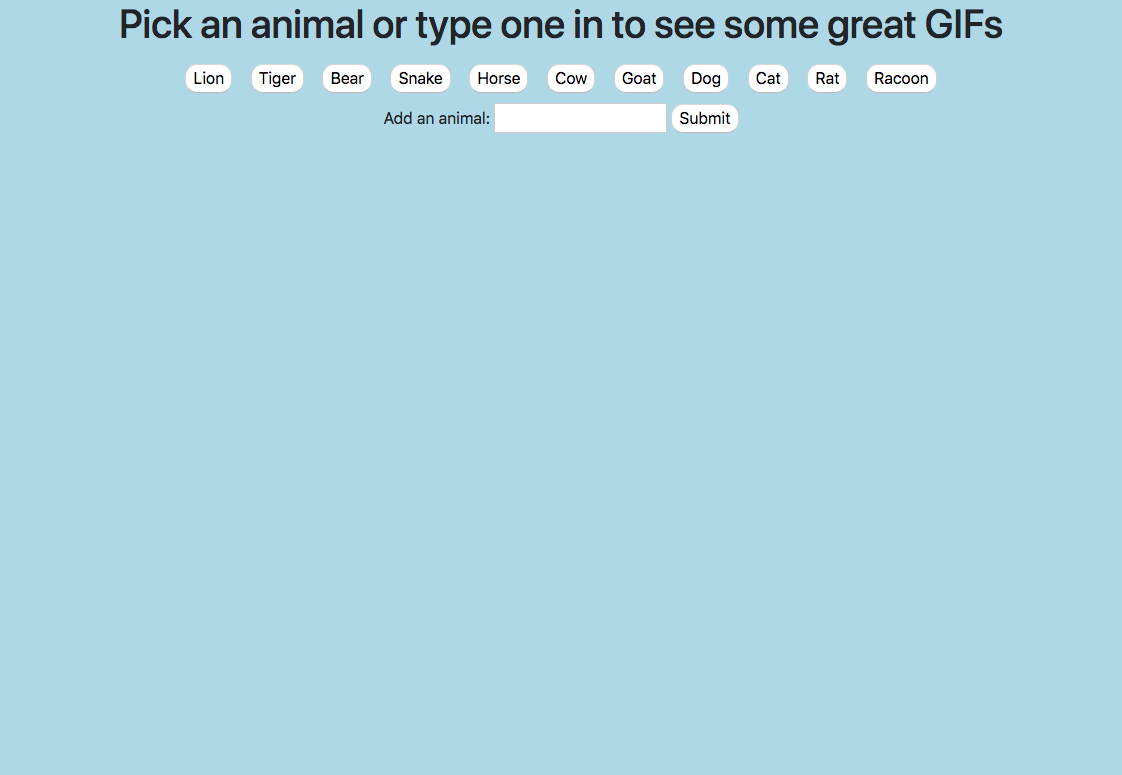 Pick an animal or type one in to see some great GIFs
Lion Tiger Bear Snake Horse Cow Goat Dog Cat Rat Racoon
Add an animal: Submit